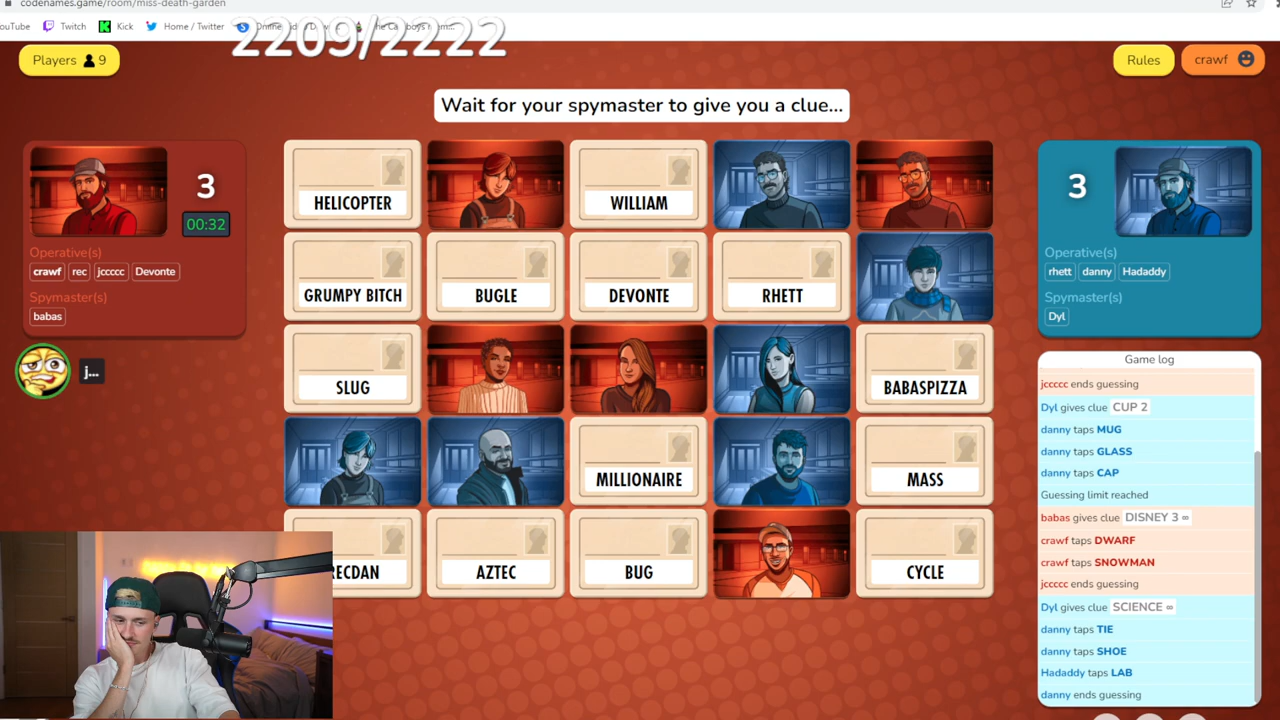 codenames.game/room/miss-death-garden
Twitch Kick Home / Twitter
2209/2222
Players 9
Rules crawf
Wait for your spymaster to give you a clue...
3
00:32
Operative(s)
crawf rec jccccc Devonte
Spymaster(s)
babas
j...
HELICOPTER WILLIAM
GRUMPY BITCH BUGLE DEVONTE RHETT
SLUG BABASPIZZA
MILLIONAIRE MASS
AZTEC BUG CYCLE
3
Operative(s)
rhett danny Hadaddy
Spymaster(s)
Dyl
Game log
jccccc ends guessing
Dyl gives clue CUP 2
danny taps MUG
danny taps GLASS
danny taps CAP
Guessing limit reached
babas gives clue DISNEY 3 ∞
crawf taps DWARF
crawf taps SNOWMAN
jccccc ends guessing
Dyl gives clue SCIENCE ∞
danny taps TIE
danny taps SHOE
Hadaddy taps LAB
danny ends guessing